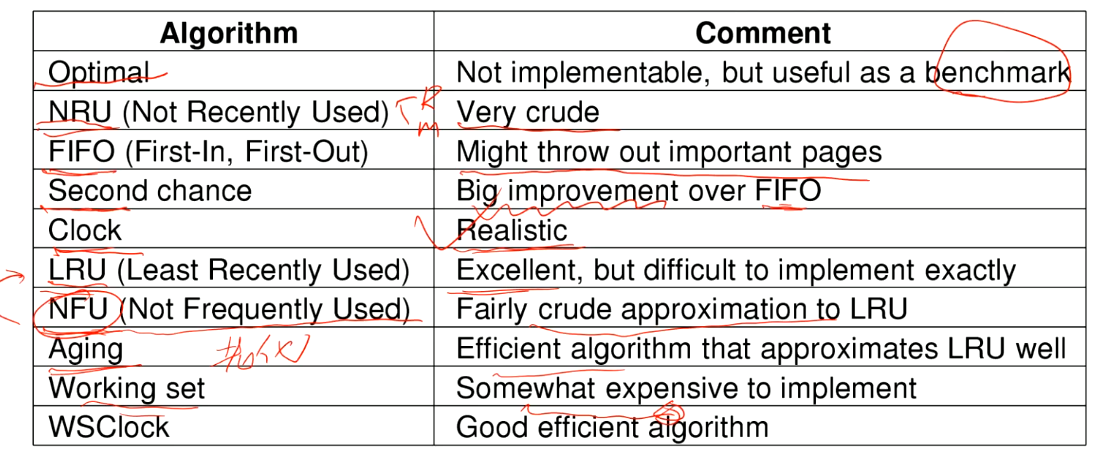 Algorithm Comment
Optimal Not implementable, but useful as a benchmark
NRU (Not Recently Used) R Very crude
M
FIFO (First-In, First-Out) Might throw out important pages
Second chance Big improvement over FIFO
Clock Realistic
LRU (Least Recently Used) Excellent, but difficult to implement exactly
NFU (Not Frequently Used) Fairly crude approximation to LRU
Aging Efficient algorithm that approximates LRU well
Working set Somewhat expensive to implement
WSClock Good efficient algorithm